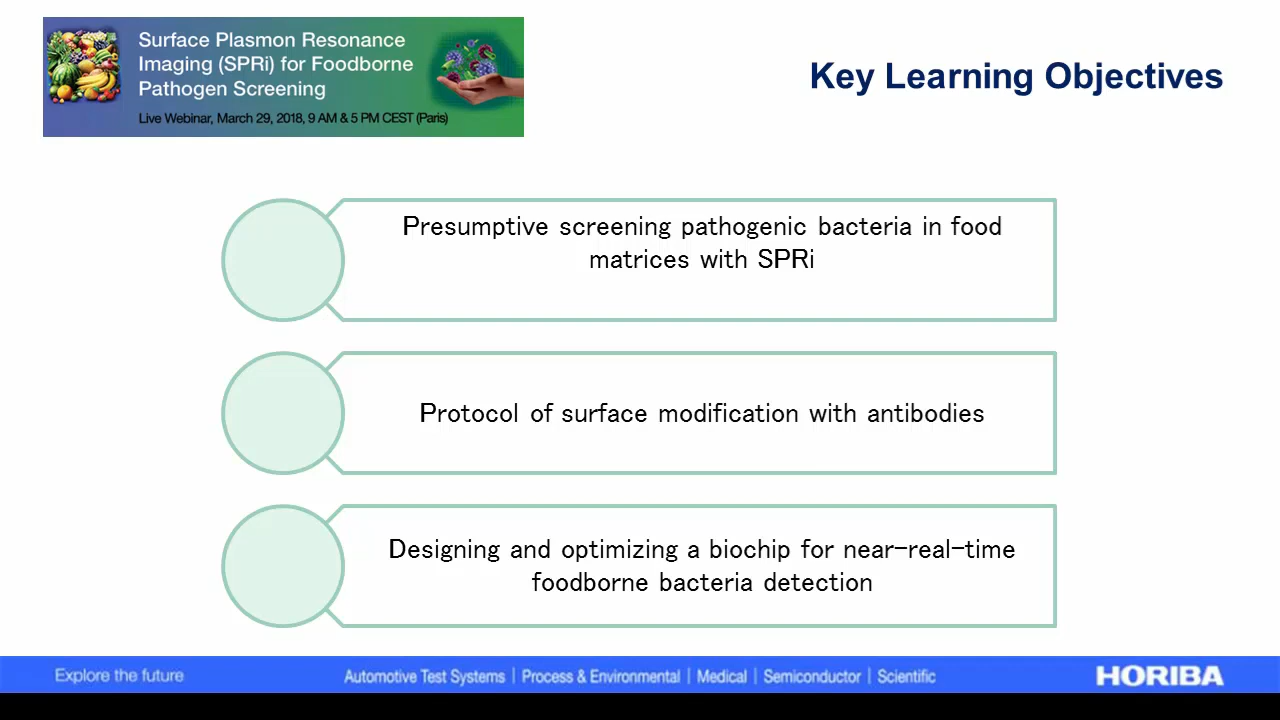 Surface Plasmon Resonance
Imaging (SPRi) for Foodborne
Pathogen Screening
Live Webinar, March 29, 2018, 9 AM & 5 PM CEST (Paris)
Key Learning Objectives
Presumptive screening pathogenic bacteria in food
matrices with SPRi
Protocol of surface modification with antibodies
Designing and optimizing a biochip for near-real-time
foodborne bacteria detection
Explore the future
Automotive Test Systems | Process & Environmental | Medical | Semiconductor | Scientific
HORIBA